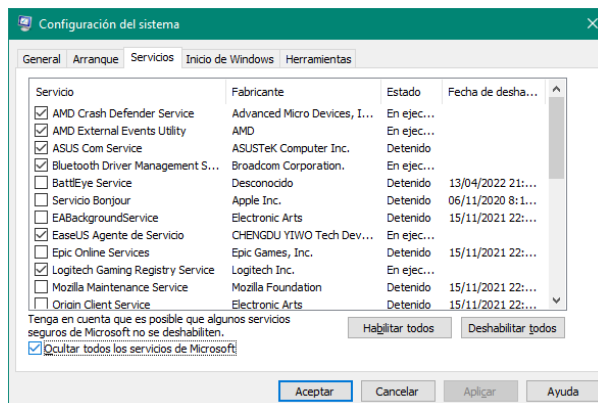 Configuración del sistema
General Arranque Servicios Inicio de Windows Herramientas
Servicio Fabricante Estado Fecha de desha...
AMD Crash Defender Service Advanced Micro Devices, I... En ejec...
AMD External Events Utility AMD En ejec...
ASUS Com Service ASUSTeK Computer Inc. Detenido
Bluetooth Driver Management S... Broadcom Corporation. En ejec...
BattlEye Service Desconocido Detenido 13/04/2022 21:...
Servicio Bonjour Apple Inc. Detenido 06/11/2020 8:1...
EABackgroundService Electronic Arts Detenido 15/11/2021 22:...
EaseUS Agente de Servicio CHENGDU YIWO Tech Dev... En ejec...
Epic Online Services Epic Games, Inc. Detenido 15/11/2021 22:...
Logitech Gaming Registry Service Logitech Inc. En ejec...
Mozilla Maintenance Service Mozilla Foundation Detenido 15/11/2021 22:...
Origin Client Service Electronic Arts Detenido 15/11/2021 22:...
Tenga en cuenta que es posible que algunos servicios
seguros de Microsoft no se deshabiliten.
Habilitar todos Deshabilitar todos
Ocultar todos los servicios de Microsoft
Aceptar Cancelar Aplicar Ayuda